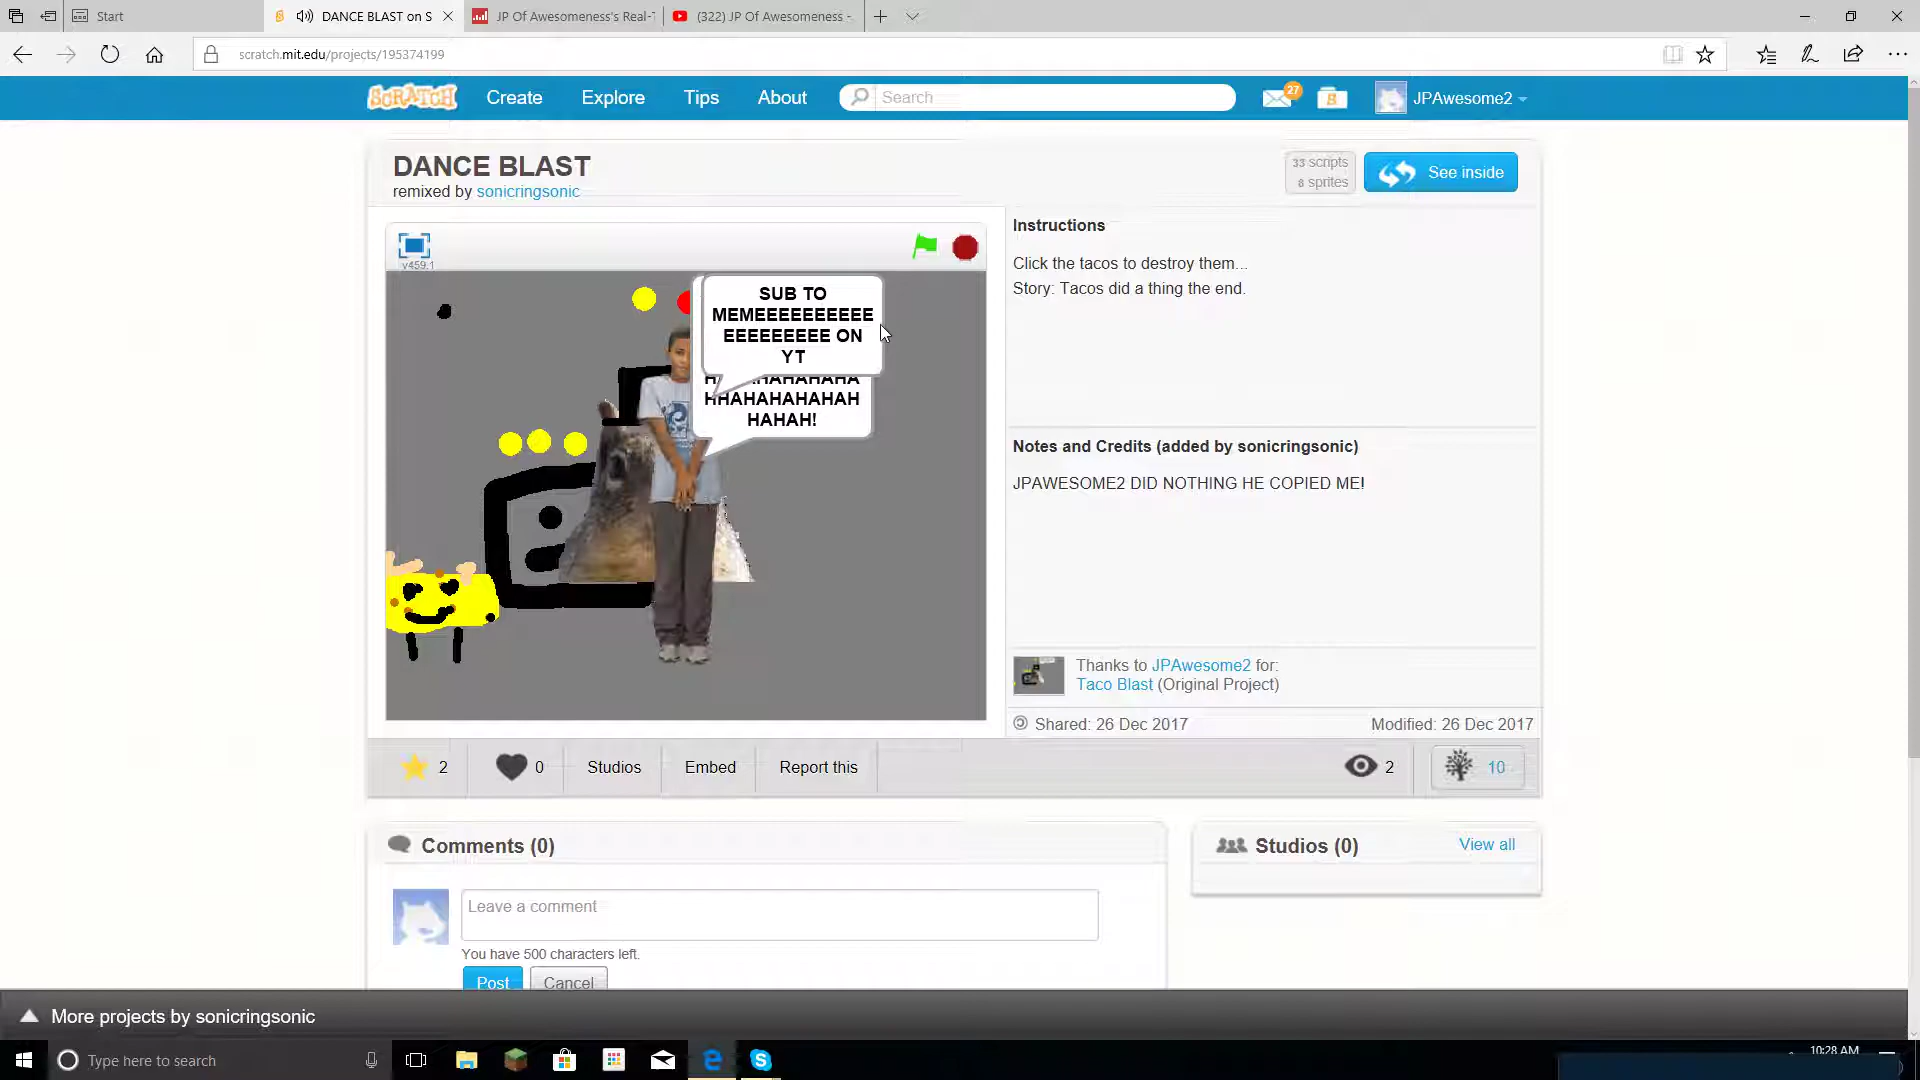 Start
DANCE BLAST on S
JP Of Awesomeness's Real-T
(322) JP Of Awesomeness -
scratch.mit.edu/projects/195374199
SCRATCH
Create
Explore
Tips
About
Search
27
JPAwesome2
DANCE BLAST
remixed by sonicringsonic
33 scripts
8 sprites
See inside
v459.1
SUB TO
MEMEEEEEEEEEE
EEEEEEEEE ON
YT
HHAHAHAHAHAH
HAHAH!
Instructions
Click the tacos to destroy them...
Story: Tacos did a thing the end.
Notes and Credits (added by sonicringsonic)
JPAWESOME2 DID NOTHING HE COPIED ME!
Thanks to JPAwesome2 for:
Taco Blast (Original Project)
Shared: 26 Dec 2017
Modified: 26 Dec 2017
2
0
Studios
Embed
Report this
2
10
Comments (0)
Leave a comment
You have 500 characters left.
Post
Cancel
Studios (0)
View all
More projects by sonicringsonic
Type here to search
10:28 AM